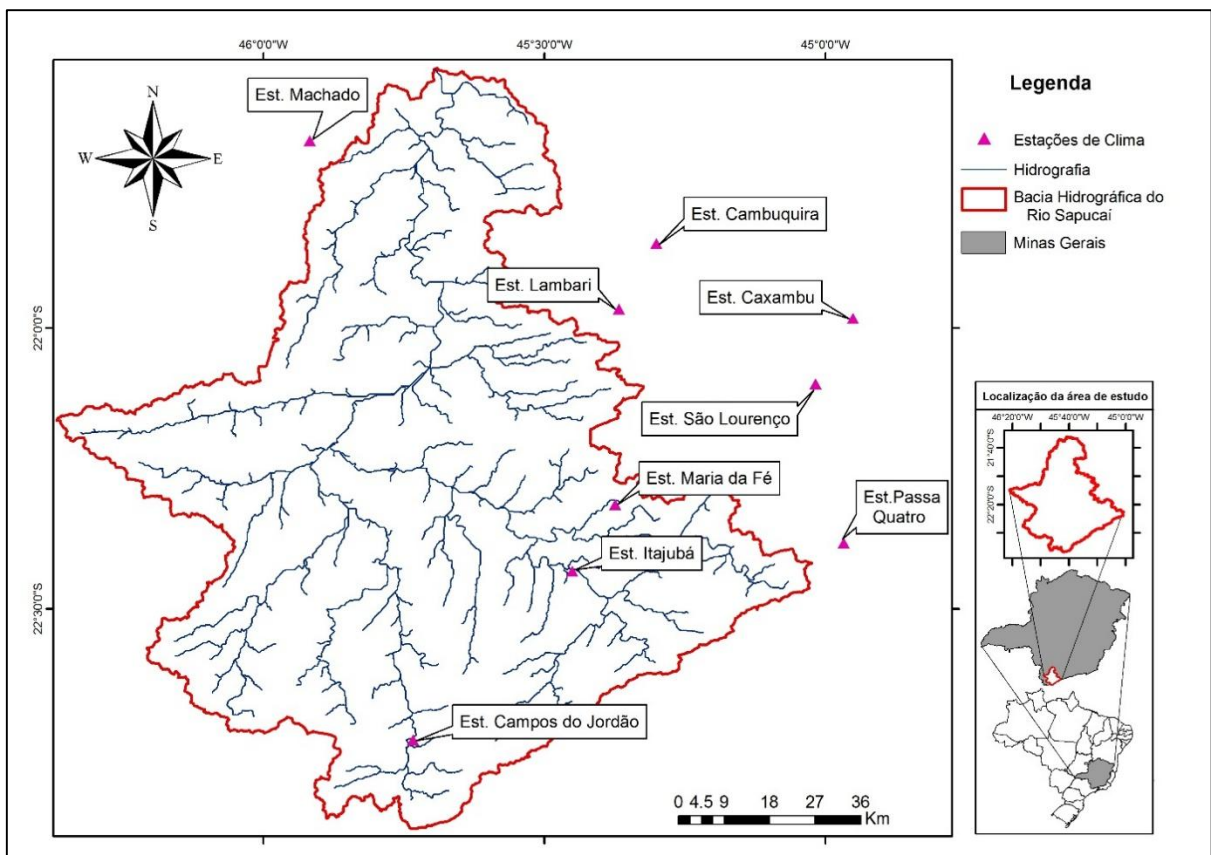 46°0'0"W
45°30'0"W
45°0'0"W
Est. Machado
N
W
E
S
Est. Cambuquira
Est. Lambari
Est. Caxambu
22°0'0"S
Est. São Lourenço
Est. Maria da Fé
Est.Passa
Quatro
Est. Itajubá
22°30'0"S
Est. Campos do Jordão
0 4.5 9 18 27 36
Km
Legenda
Estações de Clima
Hidrografia
Bacia Hidrográfica do
Rio Sapucaí
Minas Gerais
Localização da área de estudo
46°20'0"W 45°40'0"W 45°0'0"W
21°40'0"S
22°20'0"S